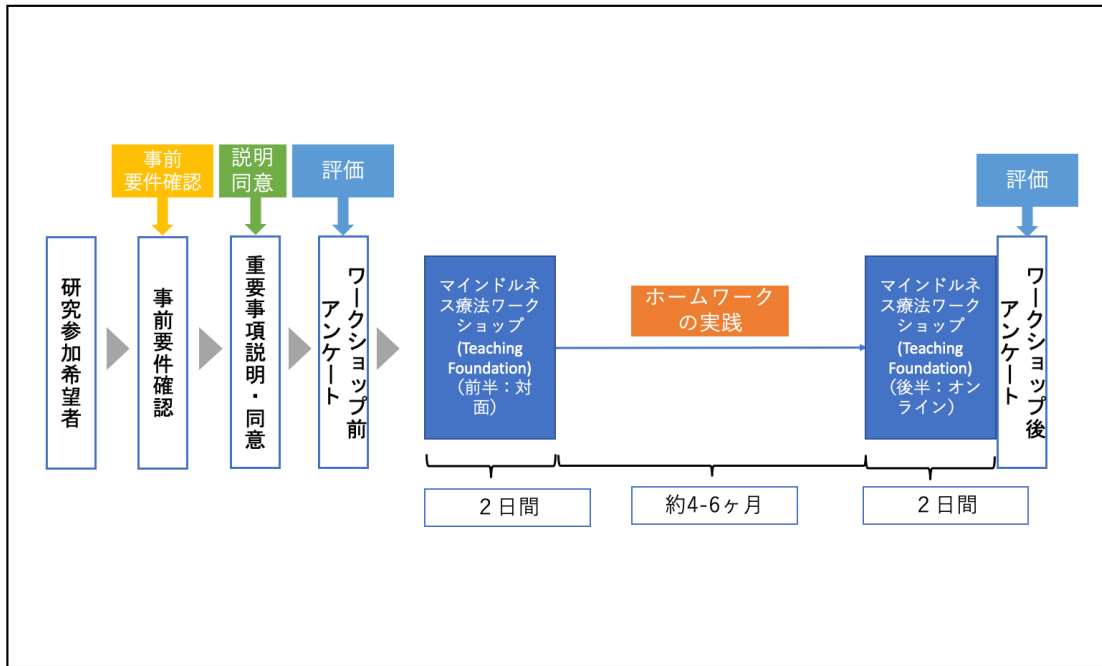 事前
要件確認
説明
同意
評価
評価
研究参加希望者
事前要件確認
重要事項説明・同意
ワークショップ前
アンケート
マインドルネ
ス療法ワーク
ショップ
(Teaching
Foundation)
（前半：対
面）
ホームワーク
の実践
マインドルネ
ス療法ワーク
ショップ
(Teaching
Foundation)
（後半：オン
ライン）
ワークショップ後
アンケート
２日間
約4-6ヶ月
２日間